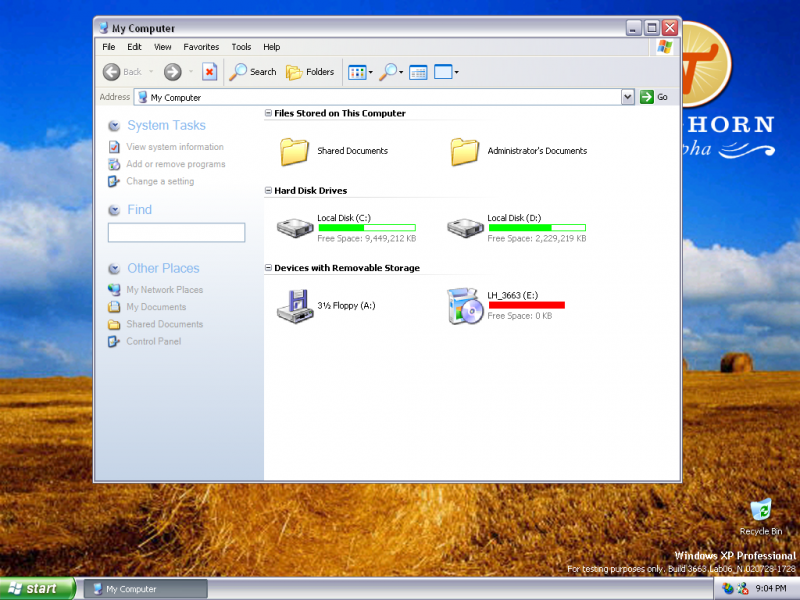 My Computer
File Edit View Favorites Tools Help
Back Search Folders
Address My Computer Go
System Tasks
View system information
Add or remove programs
Change a setting
Find
Other Places
My Network Places
My Documents
Shared Documents
Control Panel
Files Stored on This Computer
Shared Documents Administrator's Documents
Hard Disk Drives
Local Disk (C:) Local Disk (D:)
Free Space: 9,449,212 KB Free Space: 2,229,219 KB
Devices with Removable Storage
3½ Floppy (A:) LH_3663 (E:)
Free Space: 0 KB
HORN
pha
Recycle Bin
Windows XP Professional
For testing purposes only. Build 3663.Lab06_N.020728-1728
start My Computer 9:04 PM